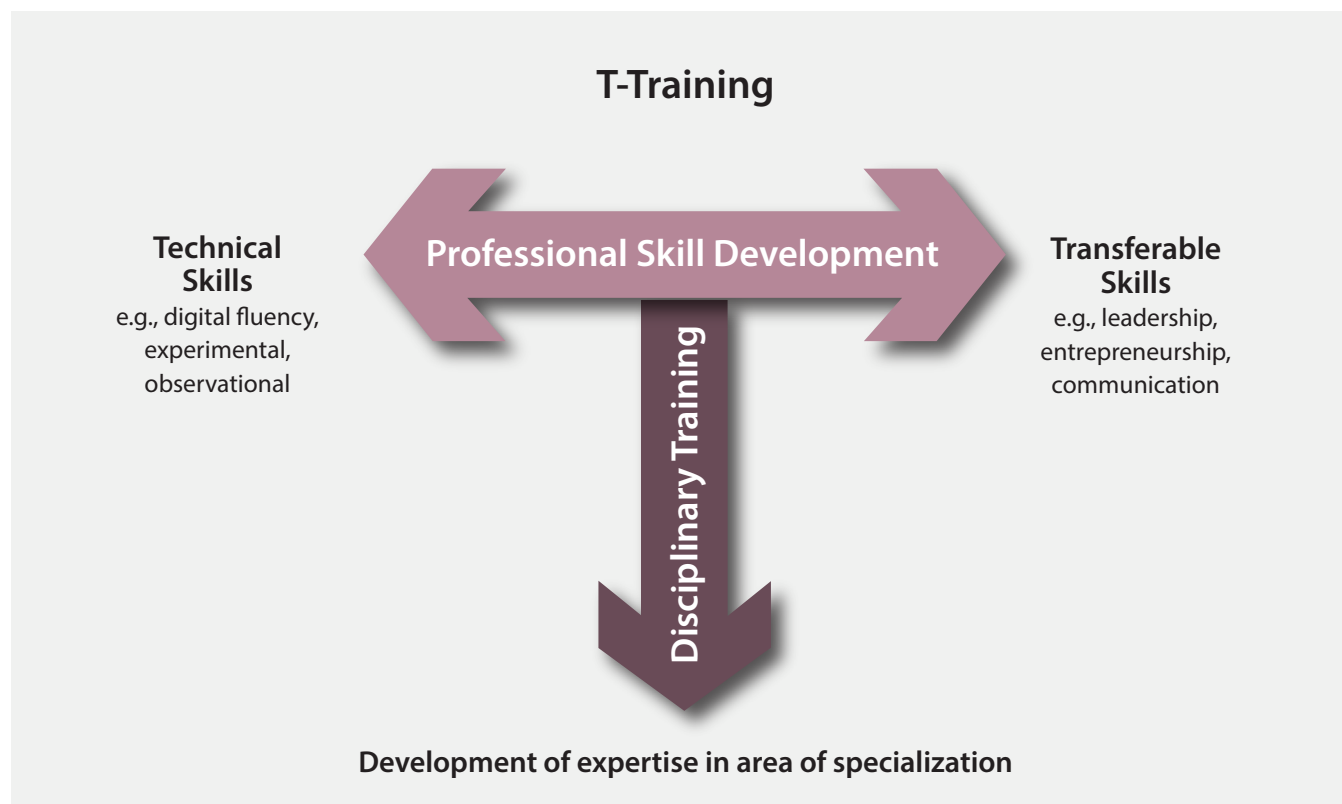 T-Training
Technical
Skills
e.g., digital fluency,
experimental,
observational
Professional Skill Development
Transferable
Skills
e.g., leadership,
entrepreneurship,
communication
Disciplinary Training
Development of expertise in area of specialization